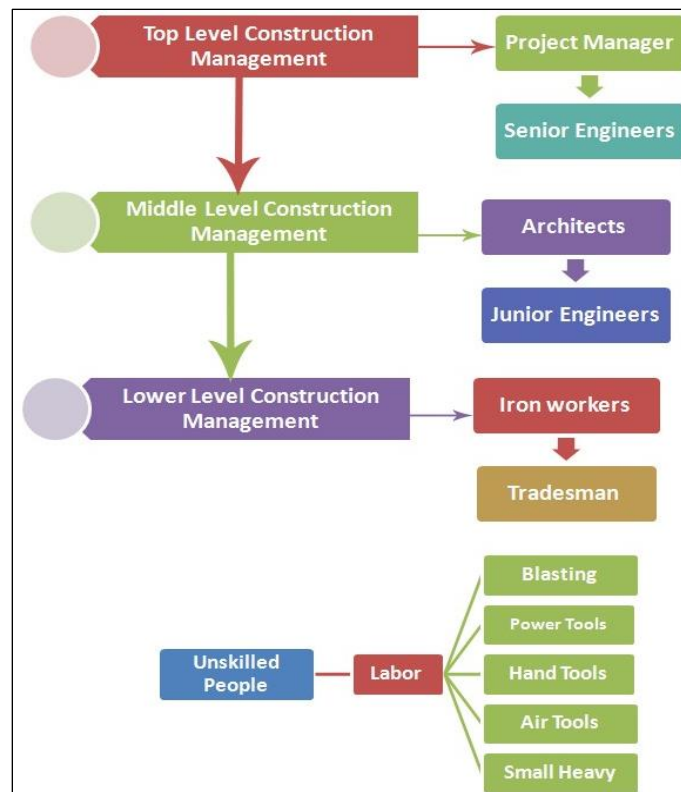 Top Level Construction
Management
Project Manager
Senior Engineers
Middle Level Construction
Management
Architects
Junior Engineers
Lower Level Construction
Management
Iron workers
Tradesman
Unskilled
People
Labor
Blasting
Power Tools
Hand Tools
Air Tools
Small Heavy